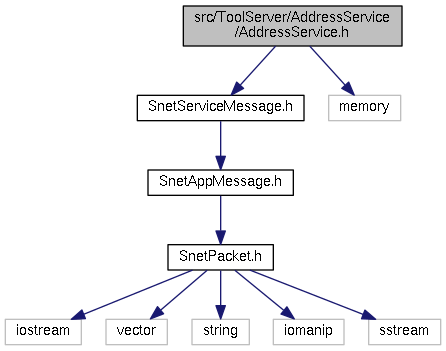 src/ToolServer/AddressService
/AddressService.h
SnetServiceMessage.h
memory
SnetAppMessage.h
SnetPacket.h
iostream
vector
string
iomanip
sstream